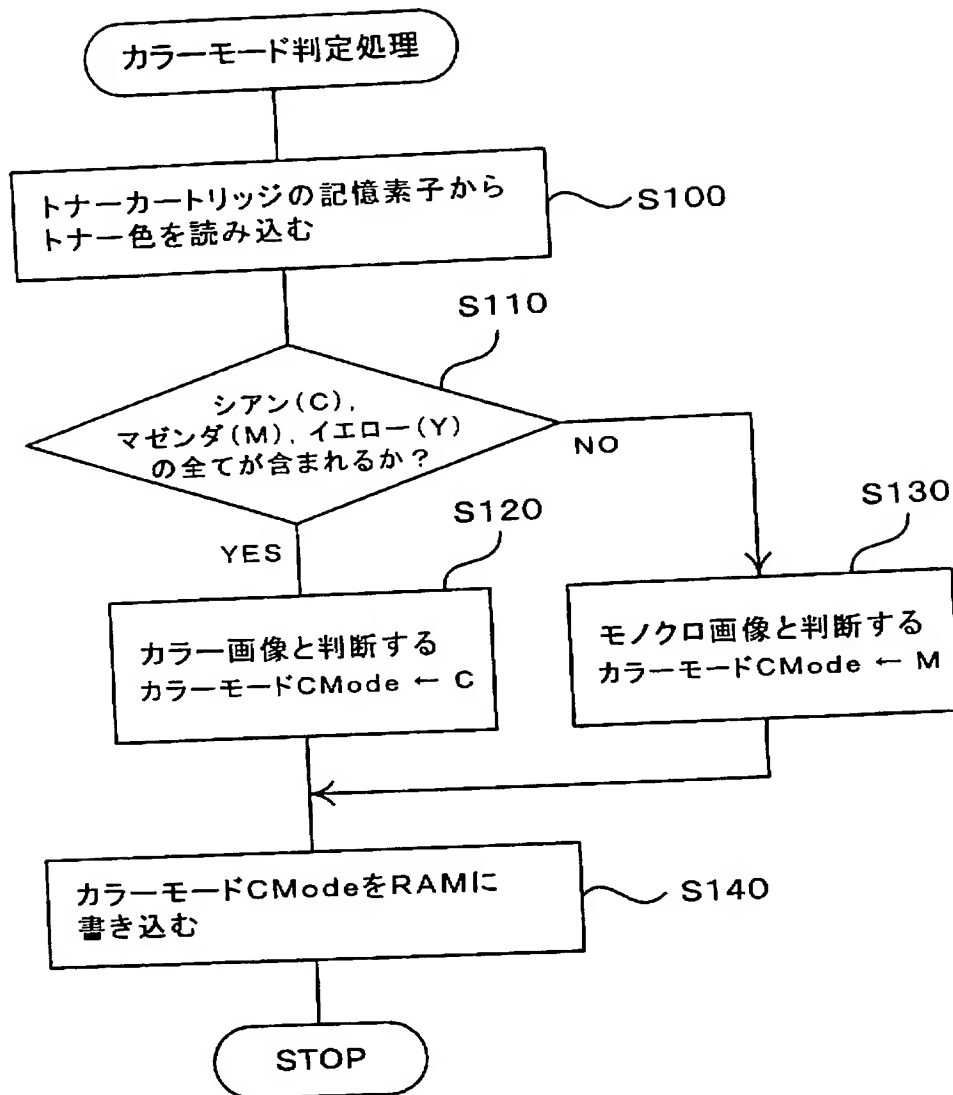 カラーモード判定処理
トナーカートリッジの記憶素子から
トナー色を読み込む
S100
S110
シアン(C),
マゼンダ(M),イエロー(Y)
の全てが含まれるか?
NO
YES
S120
カラー画像と判断する
カラーモードCMode ← C
S130
モノクロ画像と判断する
カラーモードCMode ← M
カラーモードCModeをRAMに
書き込む
S140
STOP